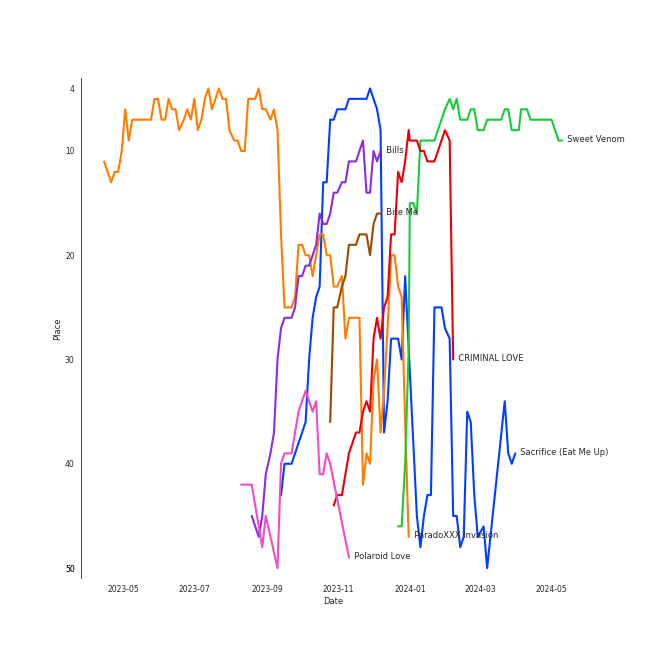 4
10
20
30
40
50
Place
2023-05
2023-07
2023-09
2023-11
2024-01
2024-03
2024-05
Date
Sweet Venom
Bills
Bite Me
CRIMINAL LOVE
Sacrifice (Eat Me Up)
ParadoXXX Invasion
Polaroid Love